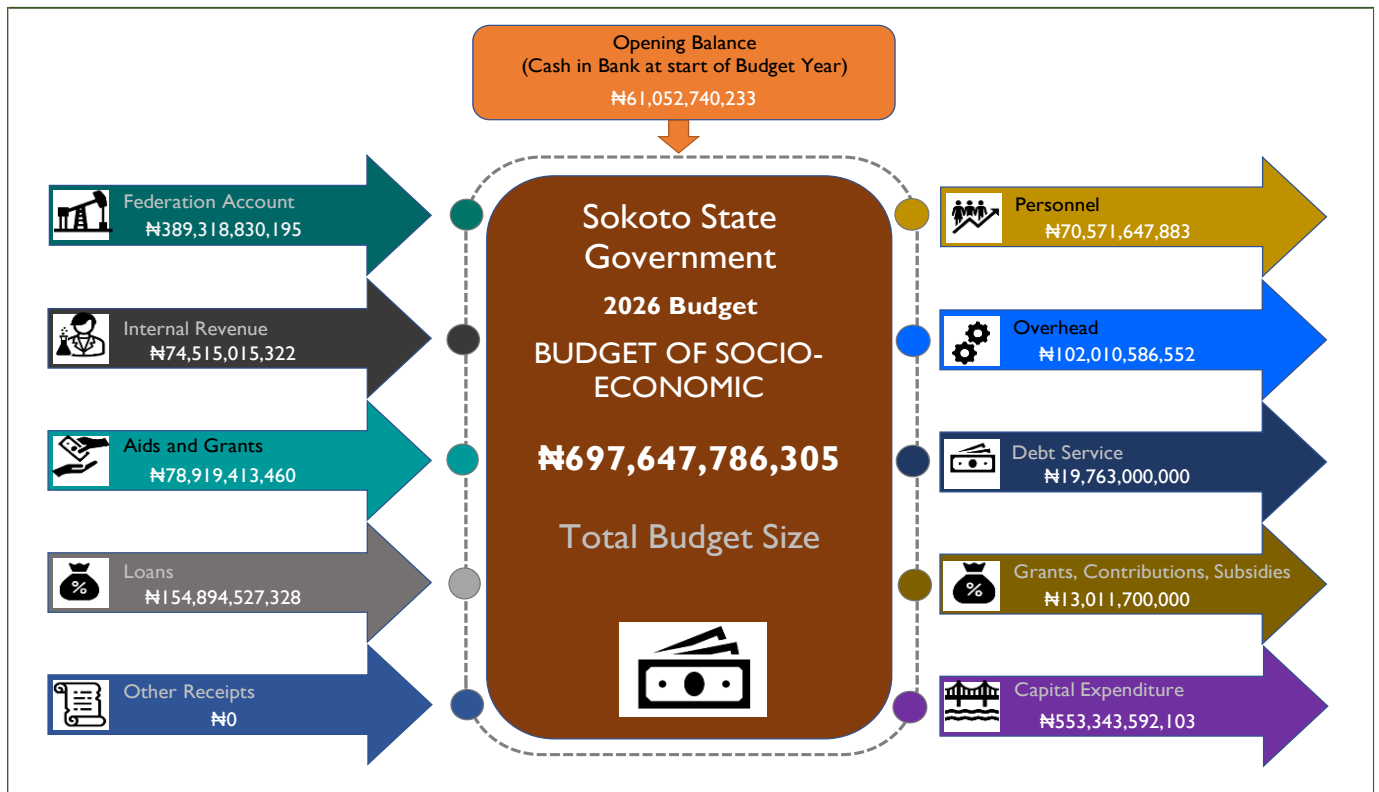 Opening Balance
(Cash in Bank at start of Budget Year)
₦61,052,740,233
Federation Account
₦389,318,830,195
Internal Revenue
₦74,515,015,322
Aids and Grants
₦78,919,413,460
Loans
₦154,894,527,328
Other Receipts
₦0
Sokoto State
Government
2026 Budget
BUDGET OF SOCIO-
ECONOMIC
₦697,647,786,305
Total Budget Size
Personnel
₦70,571,647,883
Overhead
₦102,010,586,552
Debt Service
₦19,763,000,000
Grants, Contributions, Subsidies
₦13,011,700,000
Capital Expenditure
₦553,343,592,103